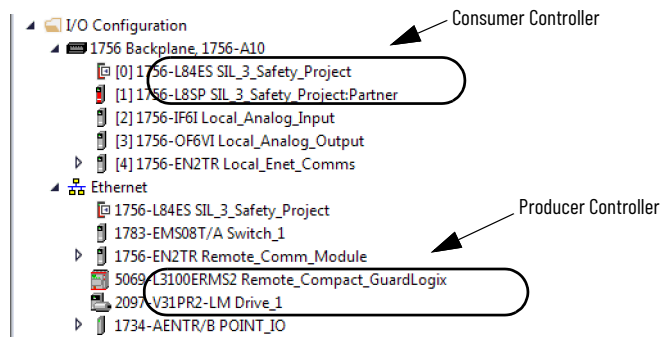 I/O Configuration
Consumer Controller
1756 Backplane, 1756-A10
[0] 1756-L84ES SIL_3_Safety_Project
[1] 1756-L8SP SIL_3_Safety_Project:Partner
[2] 1756-IF6I Local_Analog_Input
[3] 1756-OF6VI Local_Analog_Output
[4] 1756-EN2TR Local_Enet_Comms
Ethernet
1756-L84ES SIL_3_Safety_Project
Producer Controller
1783-EMS08T/A Switch_1
1756-EN2TR Remote_Comm_Module
5069-L3100ERMS2 Remote_Compact_GuardLogix
2097-V31PR2-LM Drive_1
1734-AENTR/B POINT_IO